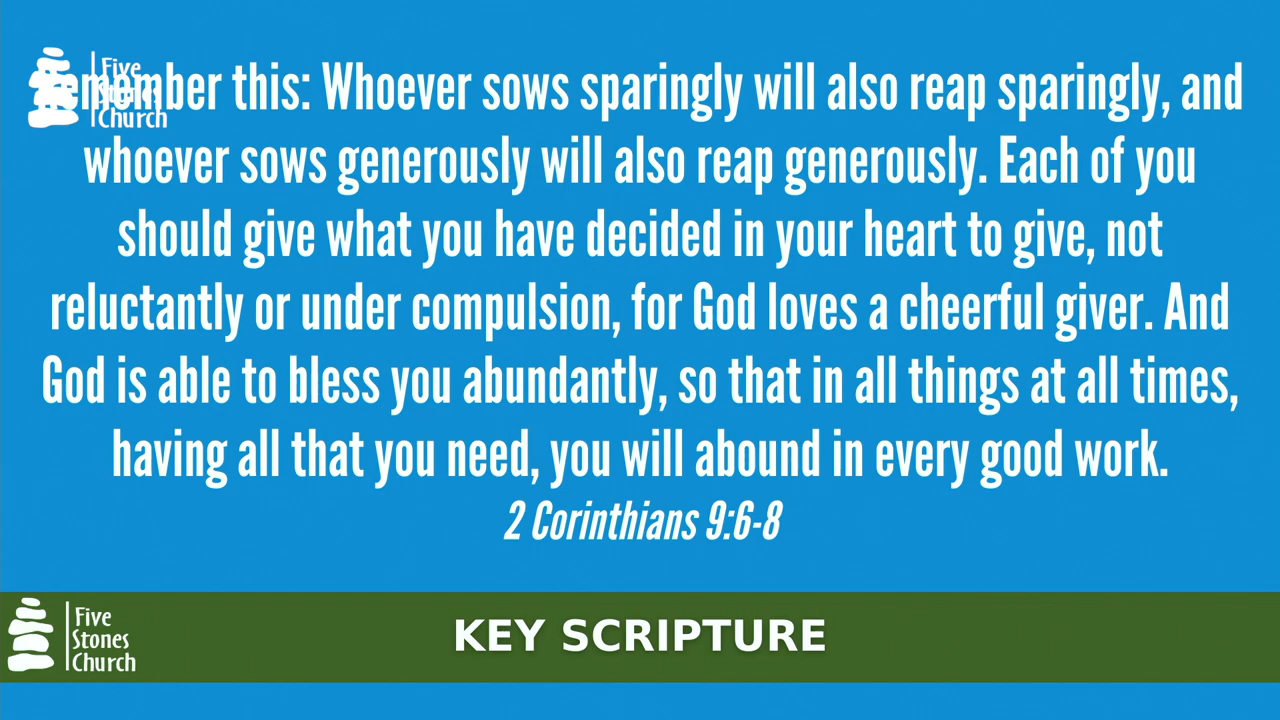 Five
Stones
Church
Remember this: Whoever sows sparingly will also reap sparingly, and
whoever sows generously will also reap generously. Each of you
should give what you have decided in your heart to give, not
reluctantly or under compulsion, for God loves a cheerful giver. And
God is able to bless you abundantly, so that in all things at all times,
having all that you need, you will abound in every good work.
2 Corinthians 9:6-8
Five
Stones
Church
KEY SCRIPTURE